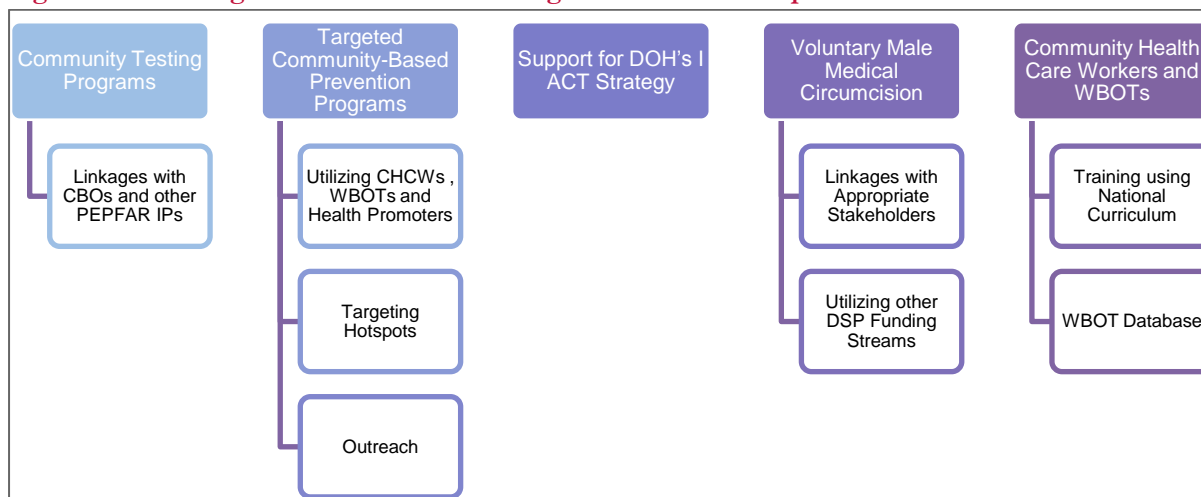 Community Testing
Programs
Linkages with
CBOs and other
PEPFAR IPs
Targeted
Community-Based
Prevention
Programs
Utilizing CHCWs ,
WBOTs and
Health Promoters
Targeting
Hotspots
Outreach
Support for DOH's I
ACT Strategy
Voluntary Male
Medical
Circumcision
Linkages with
Appropriate
Stakeholders
Utilizing other
DSP Funding
Streams
Community Health
Care Workers and
WBOTs
Training using
National
Curriculum
WBOT Database